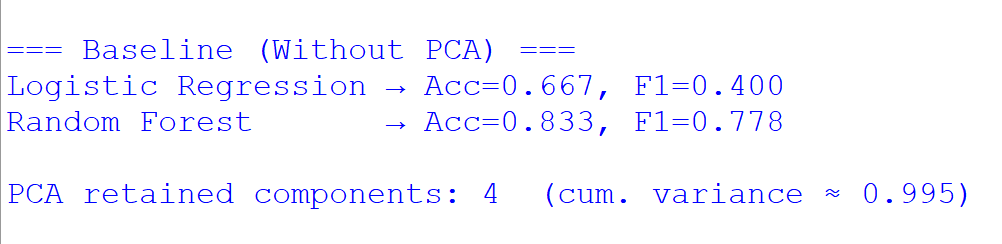 === Baseline (Without PCA) ===
Logistic Regression → Acc=0.667, F1=0.400
Random Forest       → Acc=0.833, F1=0.778
PCA retained components: 4  (cum. variance ≈ 0.995)